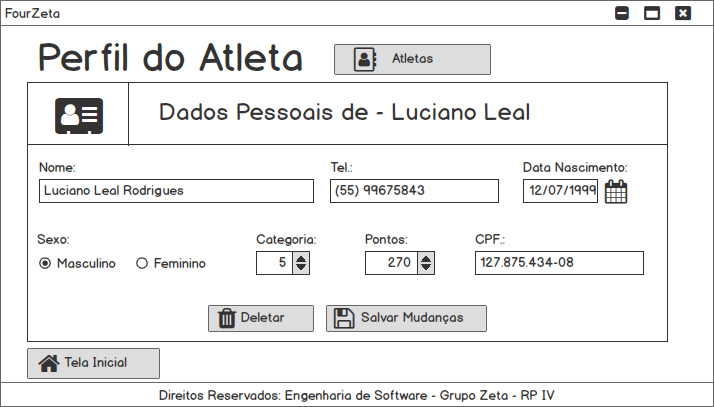 FourZeta
Perfil do Atleta
Atletas
Dados Pessoais de - Luciano Leal
Nome:
Tel.:
Data Nascimento:
Luciano Leal Rodrigues
(55) 99675843
12/07/1999
Sexo:
Categoria:
Pontos:
CPF.:
Masculino
Feminino
5
270
127.875.434-08
Deletar
Salvar Mudanças
Tela Inicial
Direitos Reservados: Engenharia de Software - Grupo Zeta - RP IV